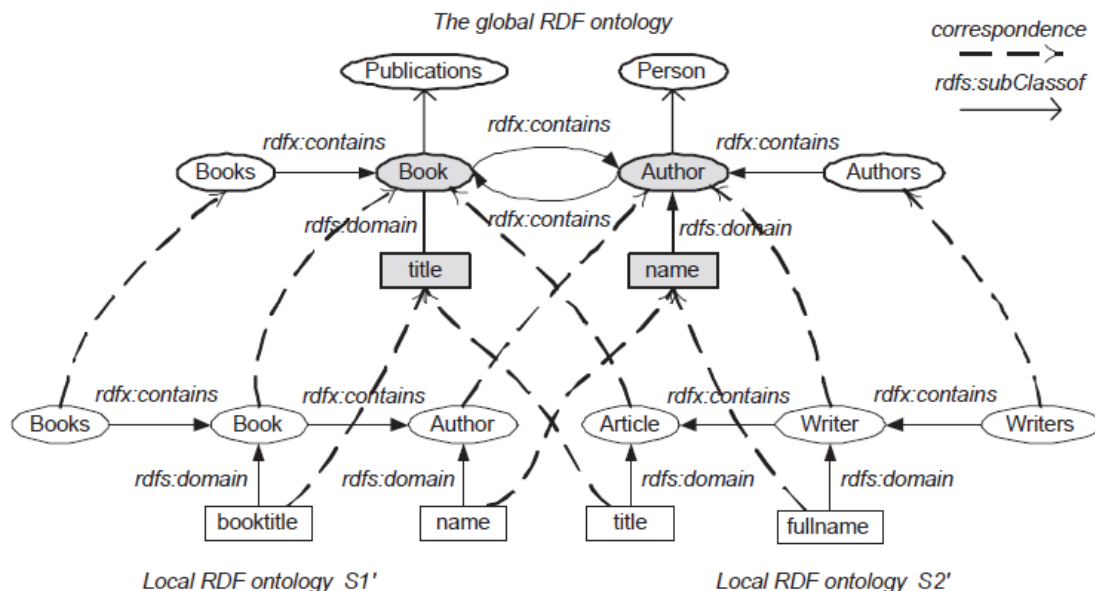 The global RDF ontology
correspondence
Publications
Person
rdfs:subClassof
rdfx:contains
rdfx:contains
rdfx:contains
Books
Book
Author
Authors
rdfx:contains
rdfs:domain
rdfs:domain
title
name
rdfx:contains
rdfx:contains
rdfx:contains
rdfx:contains
Books
Book
Author
Article
Writer
Writers
rdfs:domain
rdfs:domain
rdfs:domain
rdfs:domain
booktitle
name
title
fullname
Local RDF ontology S1'
Local RDF ontology S2'